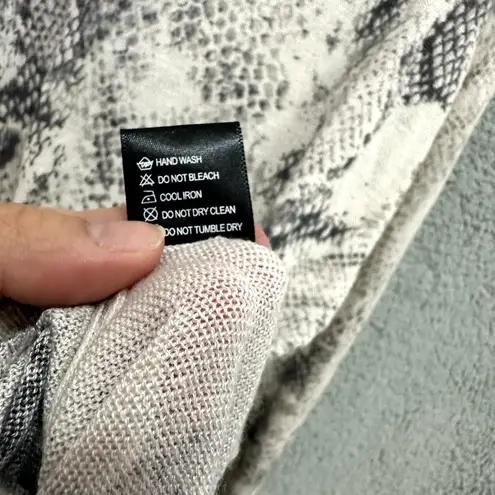 HAND WASH
DO NOT BLEACH
COOL IRON
DO NOT DRY CLEAN
DO NOT TUMBLE DRY